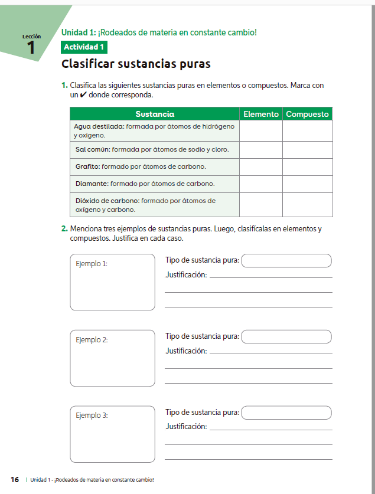 Lección
1
Unidad 1: ¡Rodeados de materia en constante cambio!
Actividad 1
Clasificar sustancias puras
1. Clasifica las siguientes sustancias puras en elementos o compuestos. Marca con
un ✔ donde corresponda.
Sustancia Elemento Compuesto
Agua destilada: formada por átomos de hidrógeno
y oxígeno.
Sal común: formada por átomos de sodio y cloro.
Grafito: formado por átomos de carbono.
Diamante: formado por átomos de carbono.
Dióxido de carbono: formado por átomos de
oxígeno y carbono.
2. Menciona tres ejemplos de sustancias puras. Luego, clasifícalas en elementos y
compuestos. Justifica en cada caso.
Ejemplo 1: Tipo de sustancia pura:
Justificación:
Ejemplo 2: Tipo de sustancia pura:
Justificación:
Ejemplo 3: Tipo de sustancia pura:
Justificación:
16 | Unidad 1 - ¡Rodeados de materia en constante cambio!